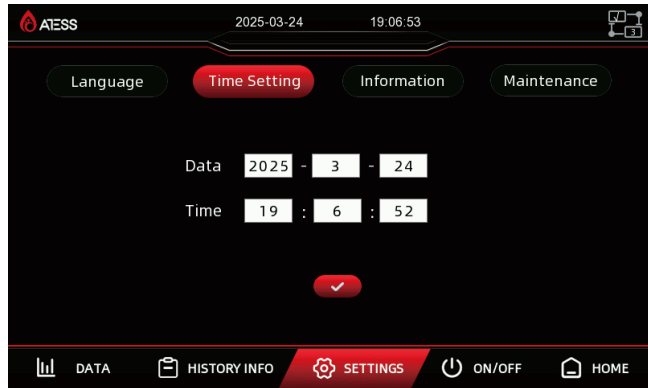 ATESS 2025-03-24 19:06:53 3
Language Time Setting Information Maintenance
Data 2025 - 3 - 24
Time 19 : 6 : 52
DATA HISTORY INFO SETTINGS ON/OFF HOME